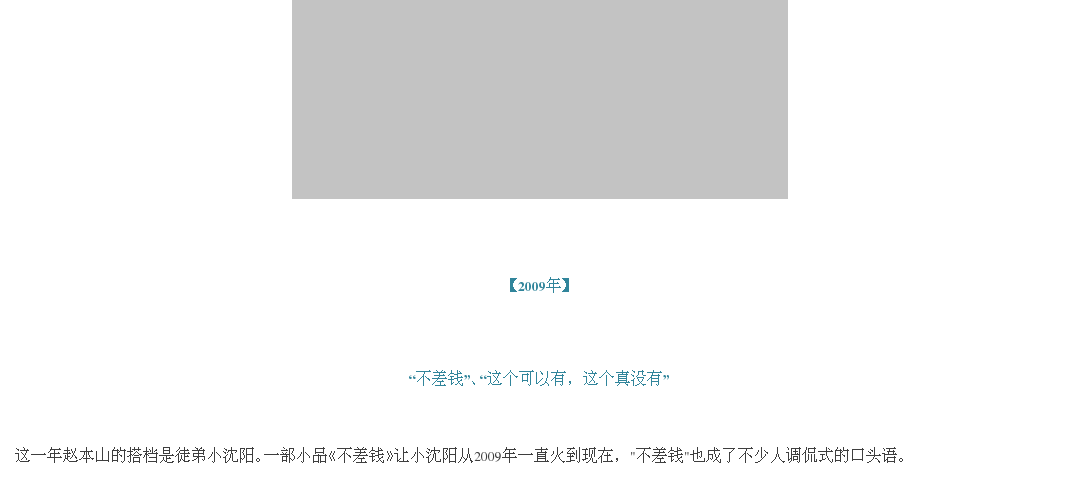 【2009年】
“不差钱”、“这个可以有，这个真没有”
这一年赵本山的搭档是徒弟小沈阳。一部小品《不差钱》让小沈阳从2009年一直火到现在，"不差钱"也成了不少人调侃式的口头语。